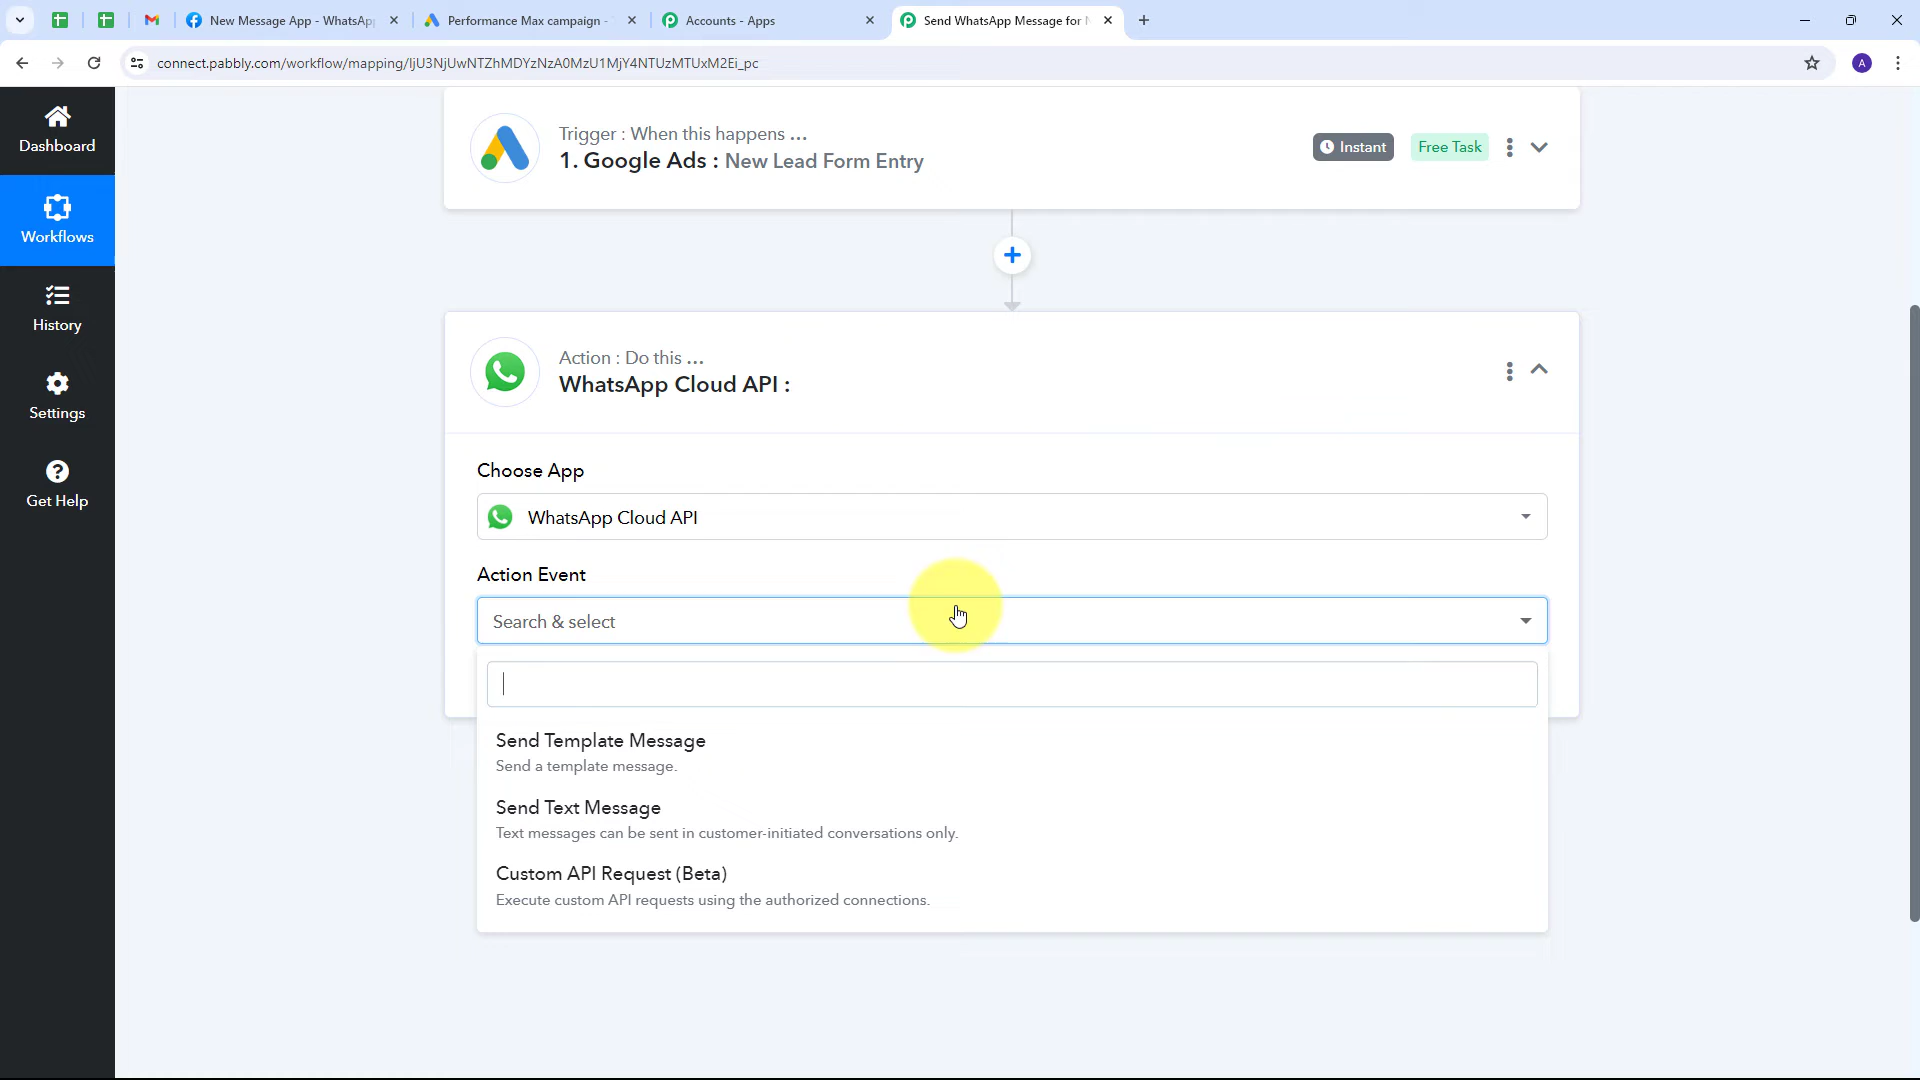 New Message App - WhatsAp
Performance Max campaign -
Accounts - Apps
Send WhatsApp Message for N
connect.pabbly.com/workflow/mapping/IjU3NjUwNTZhMDYzNzA0MzU1MjY4NTUzMTUxM2Ei_pc
A
Dashboard
Workflows
History
Settings
Get Help
Trigger : When this happens ...
1. Google Ads : New Lead Form Entry
Instant
Free Task
Action : Do this ...
WhatsApp Cloud API :
Choose App
WhatsApp Cloud API
Action Event
Search & select
Send Template Message
Send a template message.
Send Text Message
Text messages can be sent in customer-initiated conversations only.
Custom API Request (Beta)
Execute custom API requests using the authorized connections.